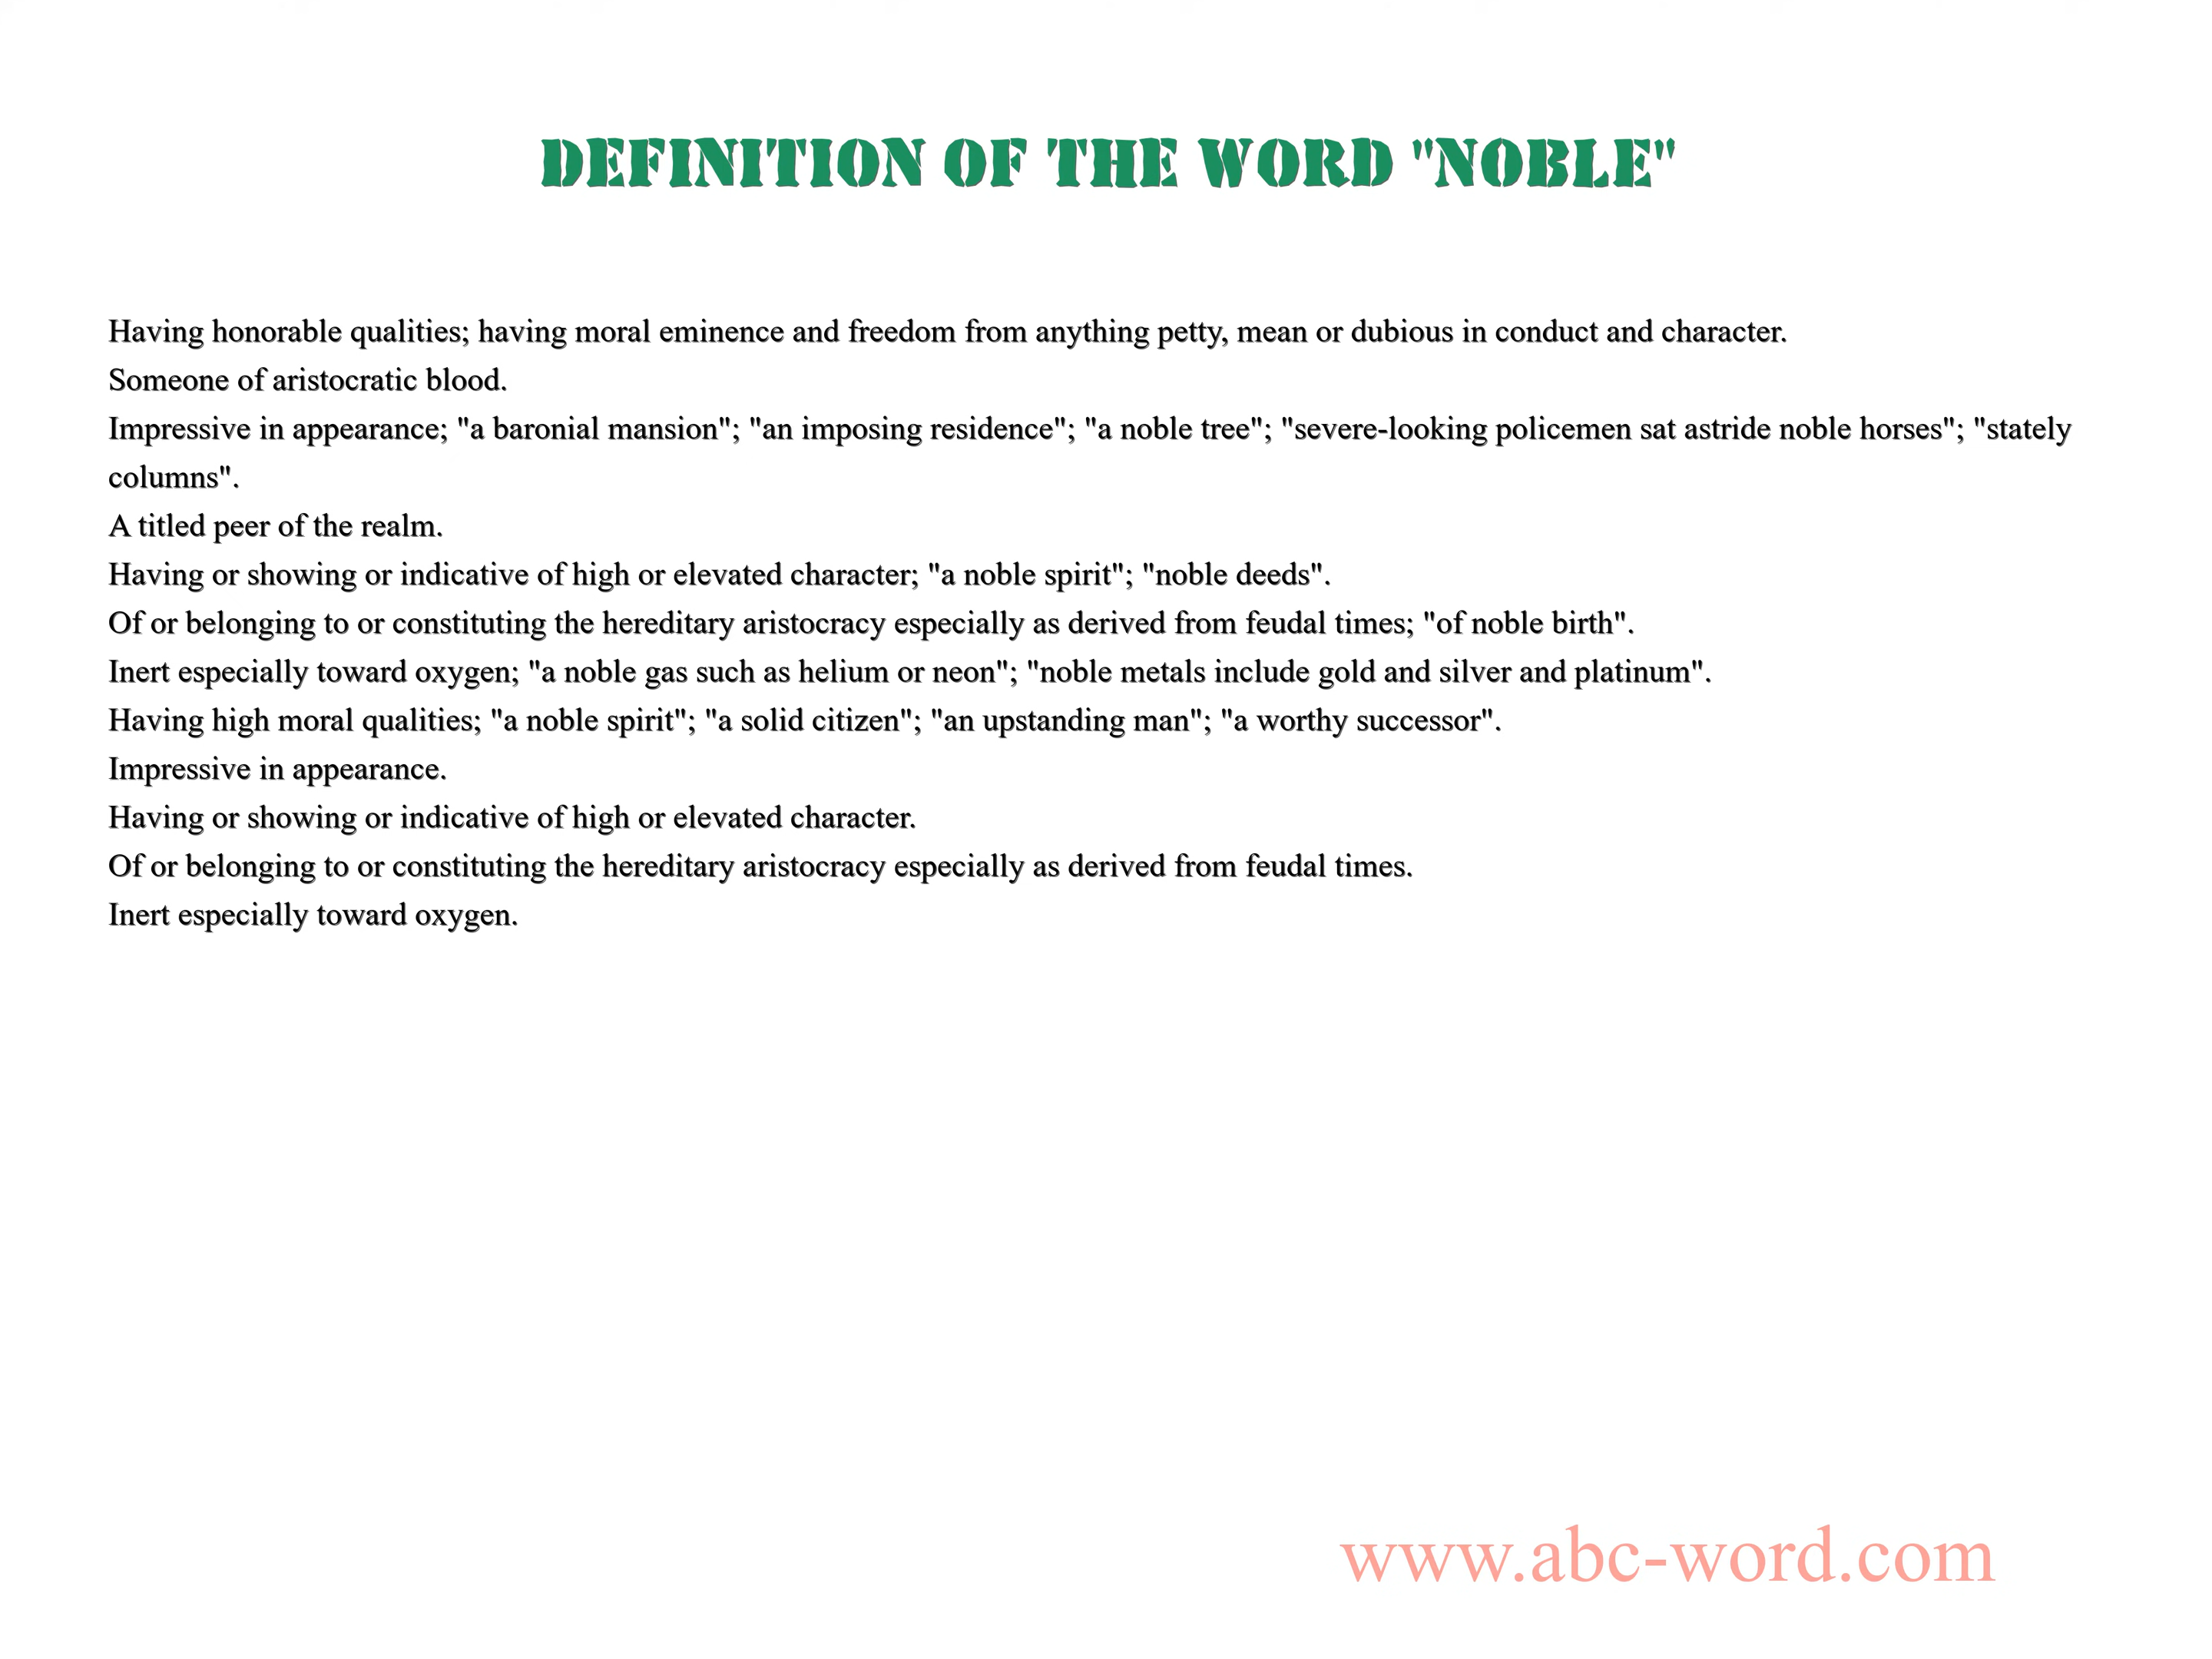 DEFINITION OF THE WORD "NOBLE"
Having honorable qualities; having moral eminence and freedom from anything petty, mean or dubious in conduct and character.
Someone of aristocratic blood.
Impressive in appearance; "a baronial mansion"; "an imposing residence"; "a noble tree"; "severe-looking policemen sat astride noble horses"; "stately
columns".
A titled peer of the realm.
Having or showing or indicative of high or elevated character; "a noble spirit"; "noble deeds".
Of or belonging to or constituting the hereditary aristocracy especially as derived from feudal times; "of noble birth".
Inert especially toward oxygen; "a noble gas such as helium or neon"; "noble metals include gold and silver and platinum".
Having high moral qualities; "a noble spirit"; "a solid citizen"; "an upstanding man"; "a worthy successor".
Impressive in appearance.
Having or showing or indicative of high or elevated character.
Of or belonging to or constituting the hereditary aristocracy especially as derived from feudal times.
Inert especially toward oxygen.
www.abc-word.com